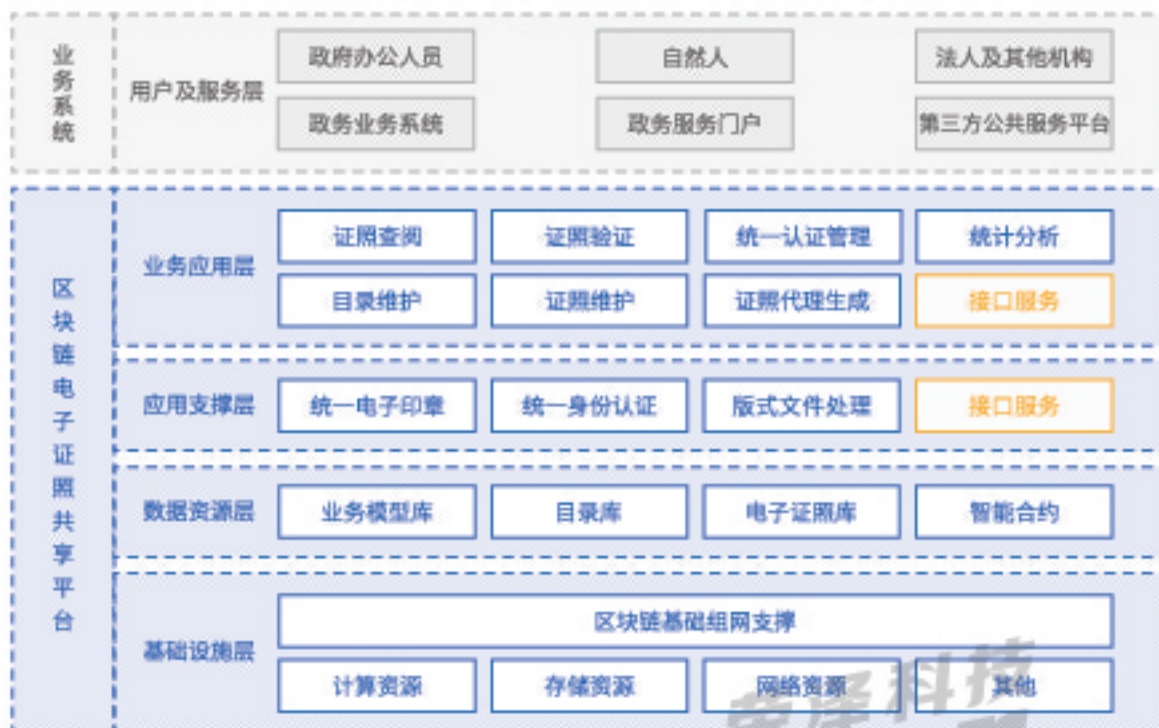 业务系统
用户及服务层
政府办公人员
自然人
法人及其他机构
政务业务系统
政务服务门户
第三方公共服务平台
区块链电子证照共享平台
业务应用层
证照查阅
证照验证
统一认证管理
统计分析
目录维护
证照维护
证照代理生成
接口服务
应用支撑层
统一电子印章
统一身份认证
版式文件处理
接口服务
数据资源层
业务模型库
目录库
电子证照库
智能合约
基础设施层
区块链基础组网支撑
计算资源
存储资源
网络资源
其他
荣泽科技